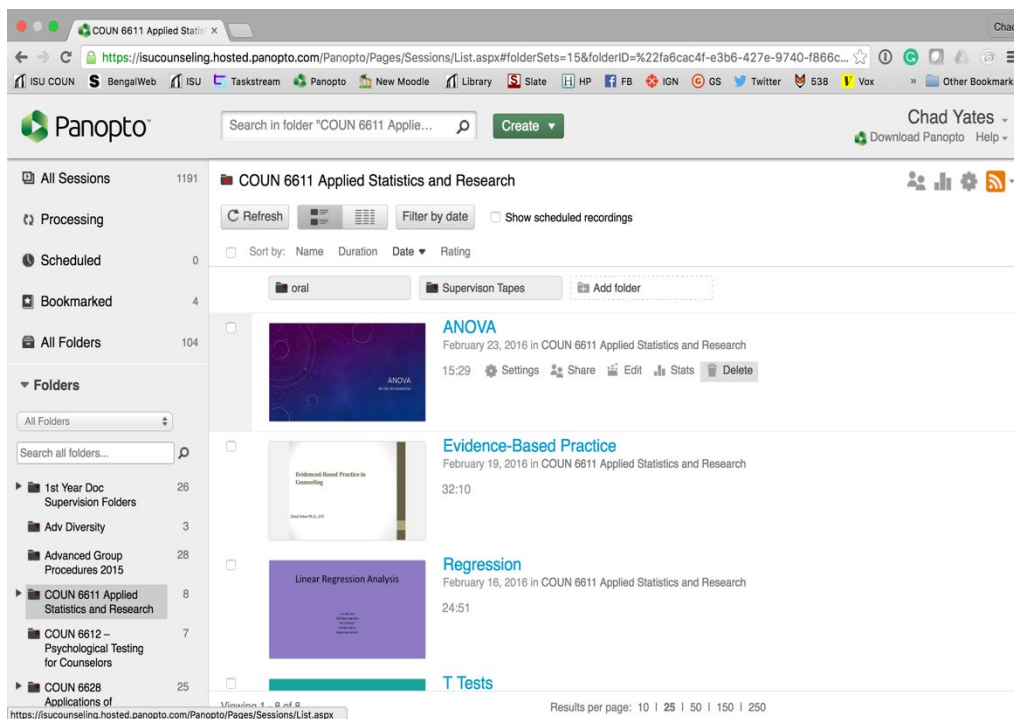 COUN 6611 Applied Statis
Chad
https://isucounseling.hosted.panopto.com/Panopto/Pages/Sessions/List.aspx#folderSets=15&folderID=%22fa6cac4f-e3b6-427e-9740-f866c...
ISU COUN BengalWeb ISU Taskstream Panopto New Moodle Library Slate HP FB IGN GS Twitter 538 Vox » Other Bookmark
Panopto
Search in folder "COUN 6611 Applie...
Create
Chad Yates
Download Panopto Help
All Sessions 1191
Processing
Scheduled 0
Bookmarked 4
All Folders 104
Folders
All Folders
Search all folders...
1st Year Doc 26
Supervision Folders
Adv Diversity 3
Advanced Group 28
Procedures 2015
COUN 6611 Applied 8
Statistics and Research
COUN 6612 – 7
Psychological Testing
for Counselors
COUN 6628 25
Applications of
https://isucounseling.hosted.panopto.com/Panopto/Pages/Sessions/List.aspx
COUN 6611 Applied Statistics and Research
Refresh Filter by date Show scheduled recordings
Sort by: Name Duration Date Rating
oral Supervison Tapes Add folder
ANOVA
ANOVA
February 23, 2016 in COUN 6611 Applied Statistics and Research
15:29 Settings Share Edit Stats Delete
Evidenced-Based Practice in
Counseling
Evidence-Based Practice
February 19, 2016 in COUN 6611 Applied Statistics and Research
32:10
Linear Regression Analysis
Regression
February 16, 2016 in COUN 6611 Applied Statistics and Research
24:51
T Tests
Viewing 1 - 8 of 8
Results per page: 10 | 25 | 50 | 150 | 250